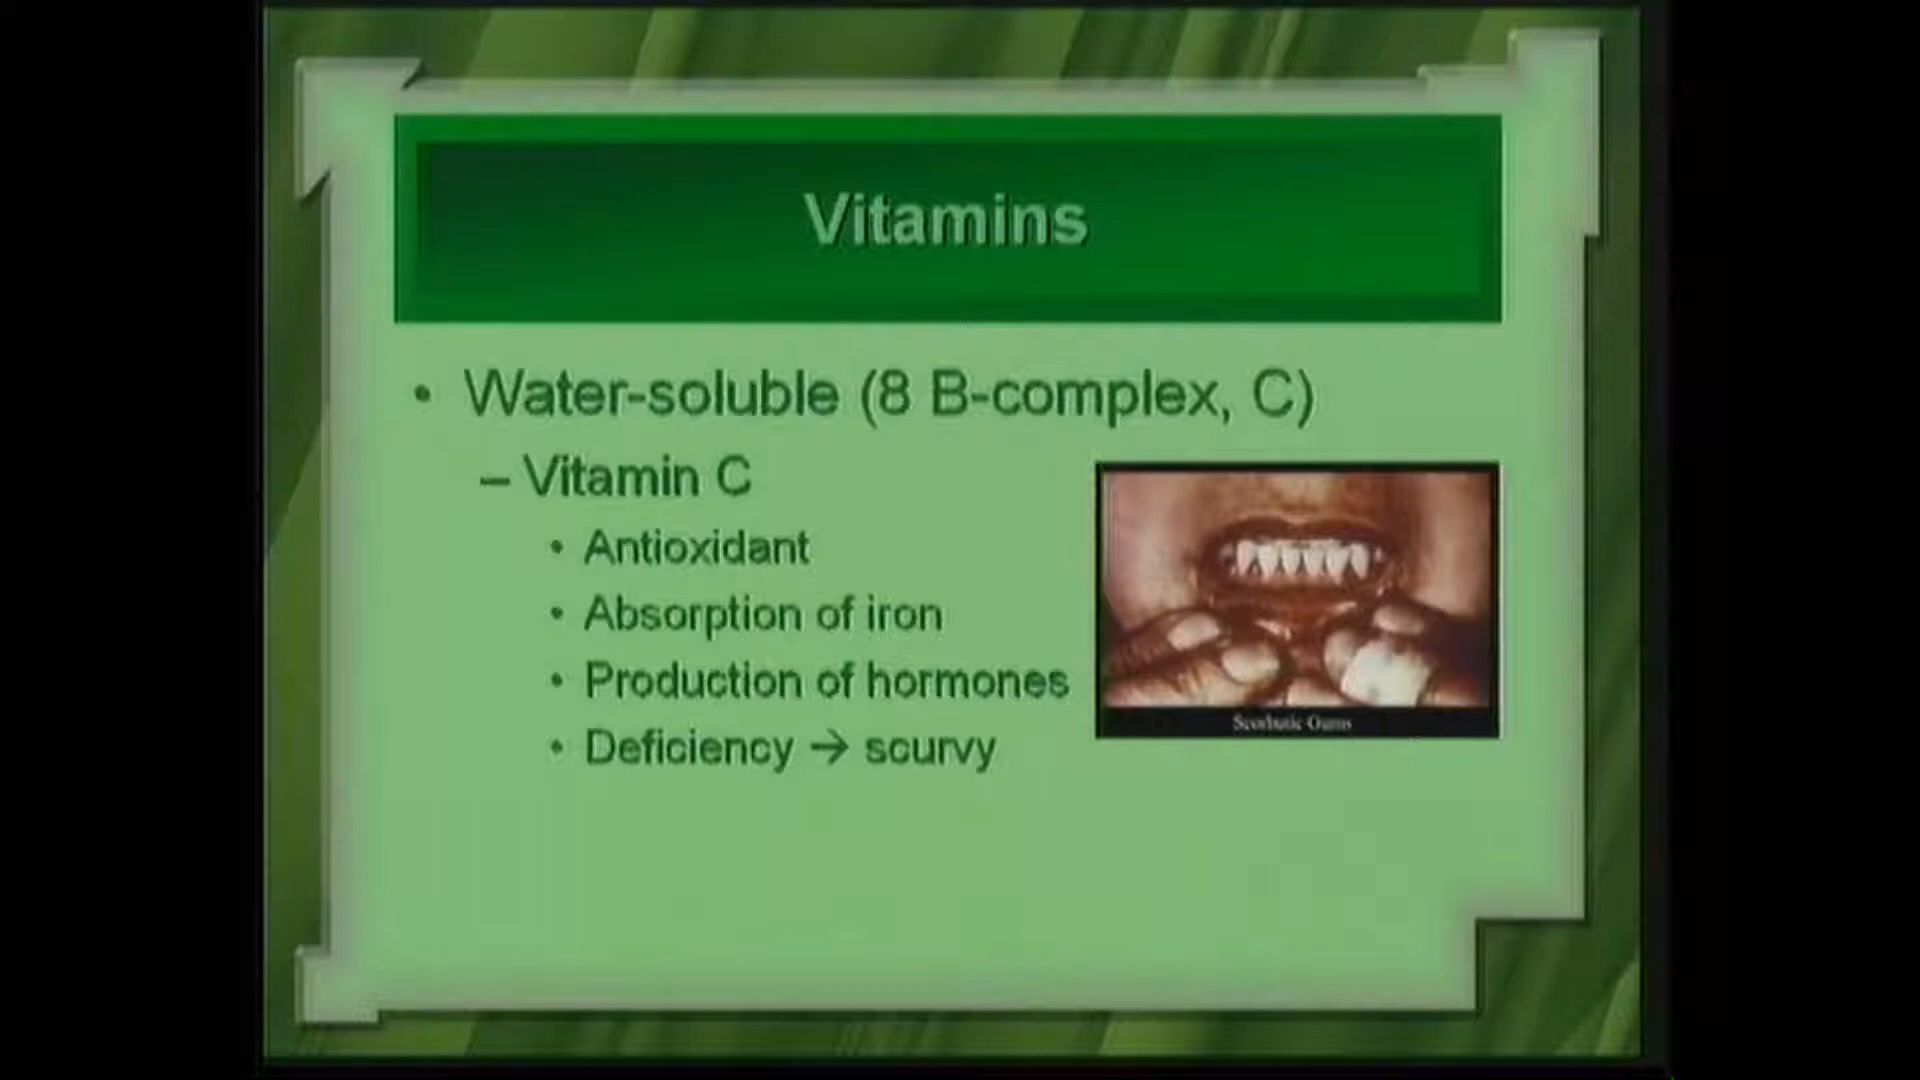 Vitamins
• Water-soluble (8 B-complex, C)
– Vitamin C
• Antioxidant
• Absorption of iron
• Production of hormones
• Deficiency → scurvy
Scorbutic Gums